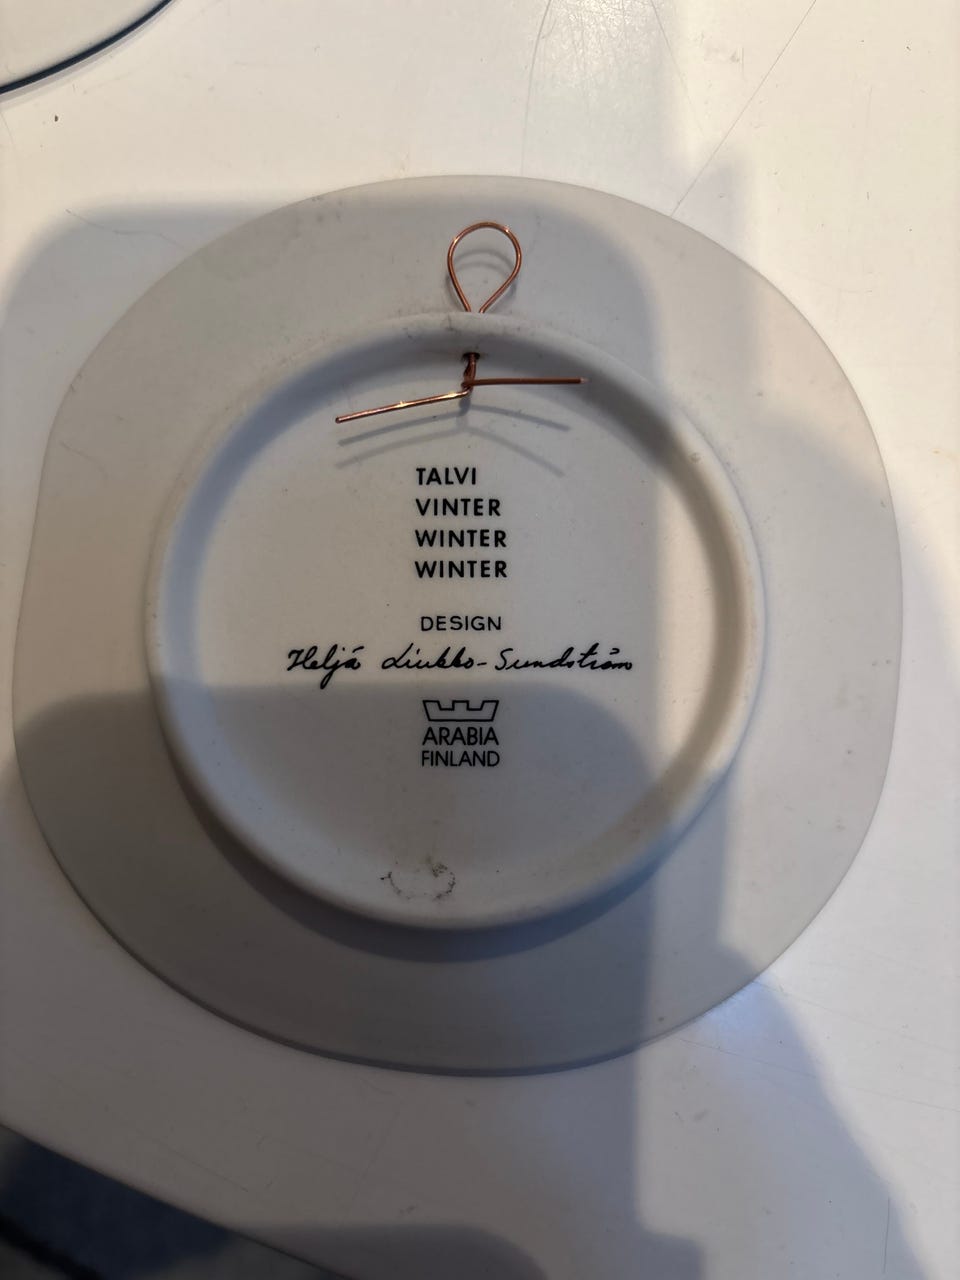 TALVI
VINTER
WINTER
WINTER
DESIGN
Heljä Liukko-Sundström
ARABIA
FINLAND